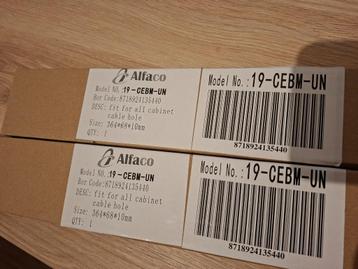 Alfaco
Model No.:19-CEBM-UN
Bar Code:8718924135440
DESC: fit for all cabinet
cable hole
Size: 364*68*10mm
QTY: 1
Model No.:19-CEBM-UN
8718924135440
Alfaco
Model No.:19-CEBM-UN
Bar Code:8718924135440
DESC: fit for all cabinet
cable hole
Size: 364*68*10mm
QTY: 1
Model No.:19-CEBM-UN
8718924135440